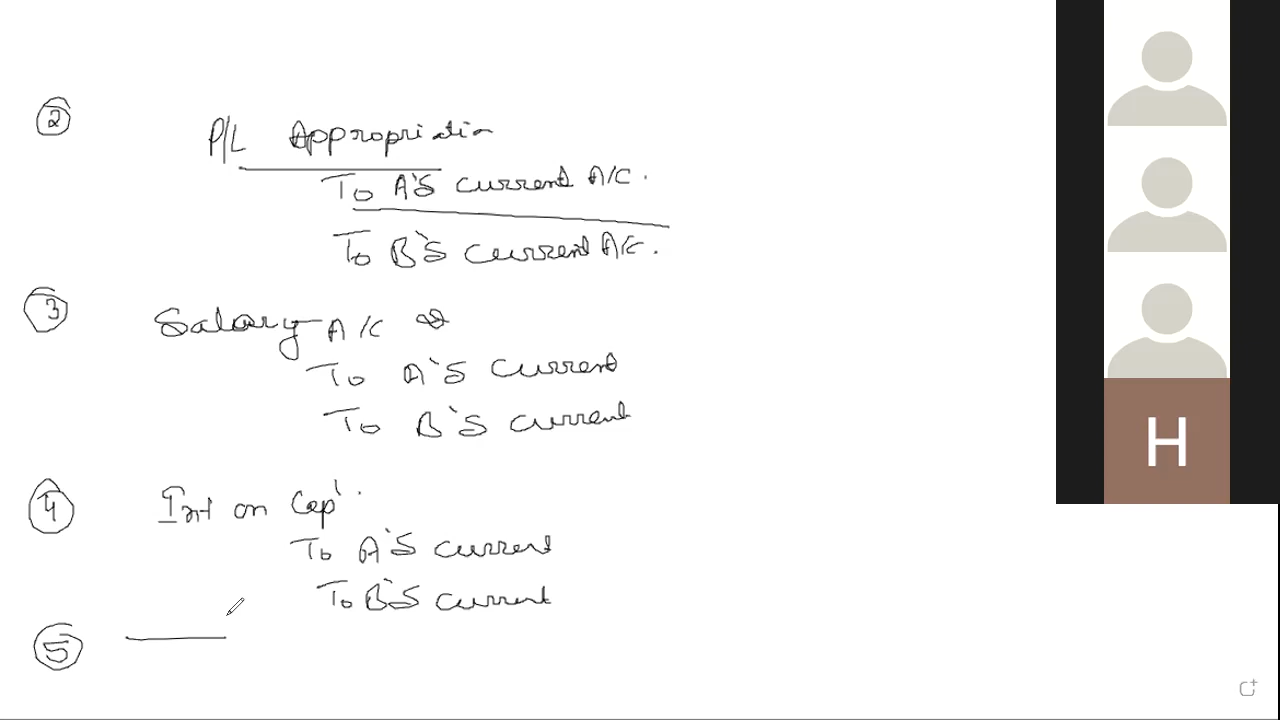 2
P/L Appropriation
To A's current A/C.
To B's current A/C.
3
Salary A/C
To A's current
To B's current
4
Int on Cap'.
To A's current
To B's current
5
H